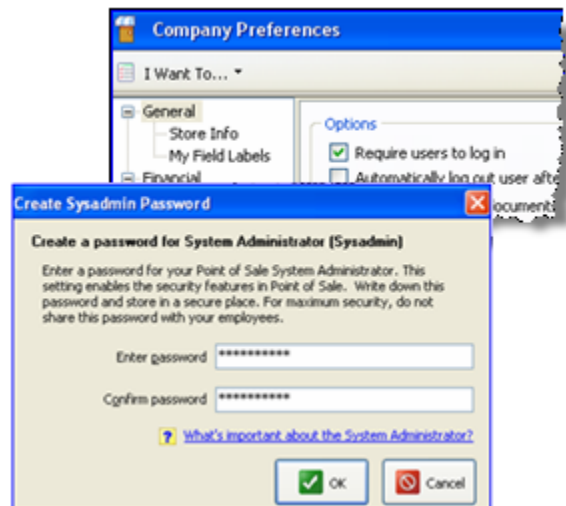 Company Preferences
I Want To...
General
Store Info
My Field Labels
Financial
Options
Require users to log in
Automatically log out user after
ocuments
Create Sysadmin Password
Create a password for System Administrator (Sysadmin)
Enter a password for your Point of Sale System Administrator. This
setting enables the security features in Point of Sale. Write down this
password and store in a secure place. For maximum security, do not
share this password with your employees.
Enter password **********
Confirm password **********
? What's important about the System Administrator?
OK Cancel